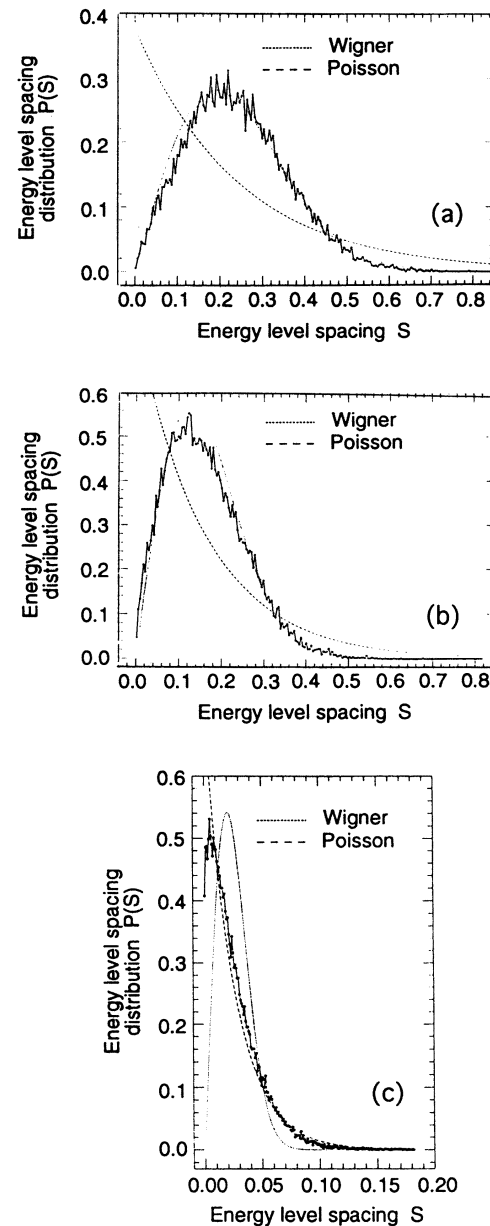 Energy level spacing
distribution P(S)
0.4
0.3
0.2
0.1
0.0
Wigner
Poisson
(a)
0.0 0.1 0.2 0.3 0.4 0.5 0.6 0.7 0.8
Energy level spacing S
Energy level spacing
distribution P(S)
0.6
0.5
0.4
0.3
0.2
0.1
0.0
Wigner
Poisson
(b)
0.0 0.1 0.2 0.3 0.4 0.5 0.6 0.7 0.8
Energy level spacing S
Energy level spacing
distribution P(S)
0.6
0.5
0.4
0.3
0.2
0.1
0.0
Wigner
Poisson
(c)
0.00 0.05 0.10 0.15 0.20
Energy level spacing S